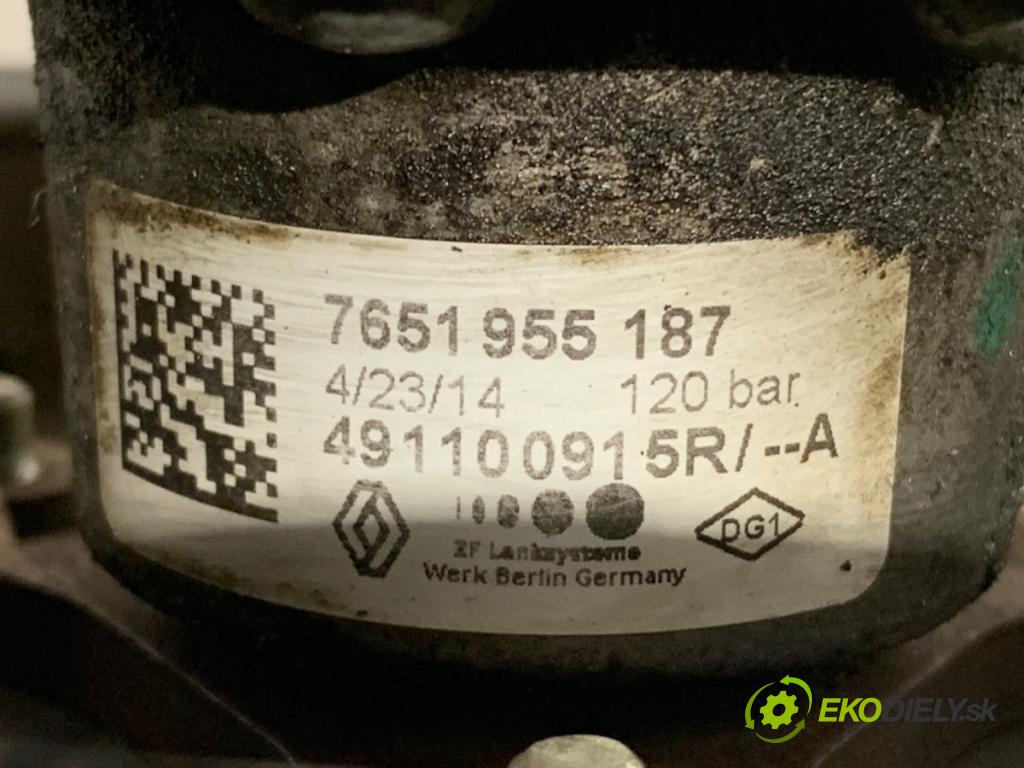 7651 955 187
4/23/14 120 bar
491100915R/--A
DG1
ZF Lenksysteme
Werk Berlin Germany
EKODIELY.sk